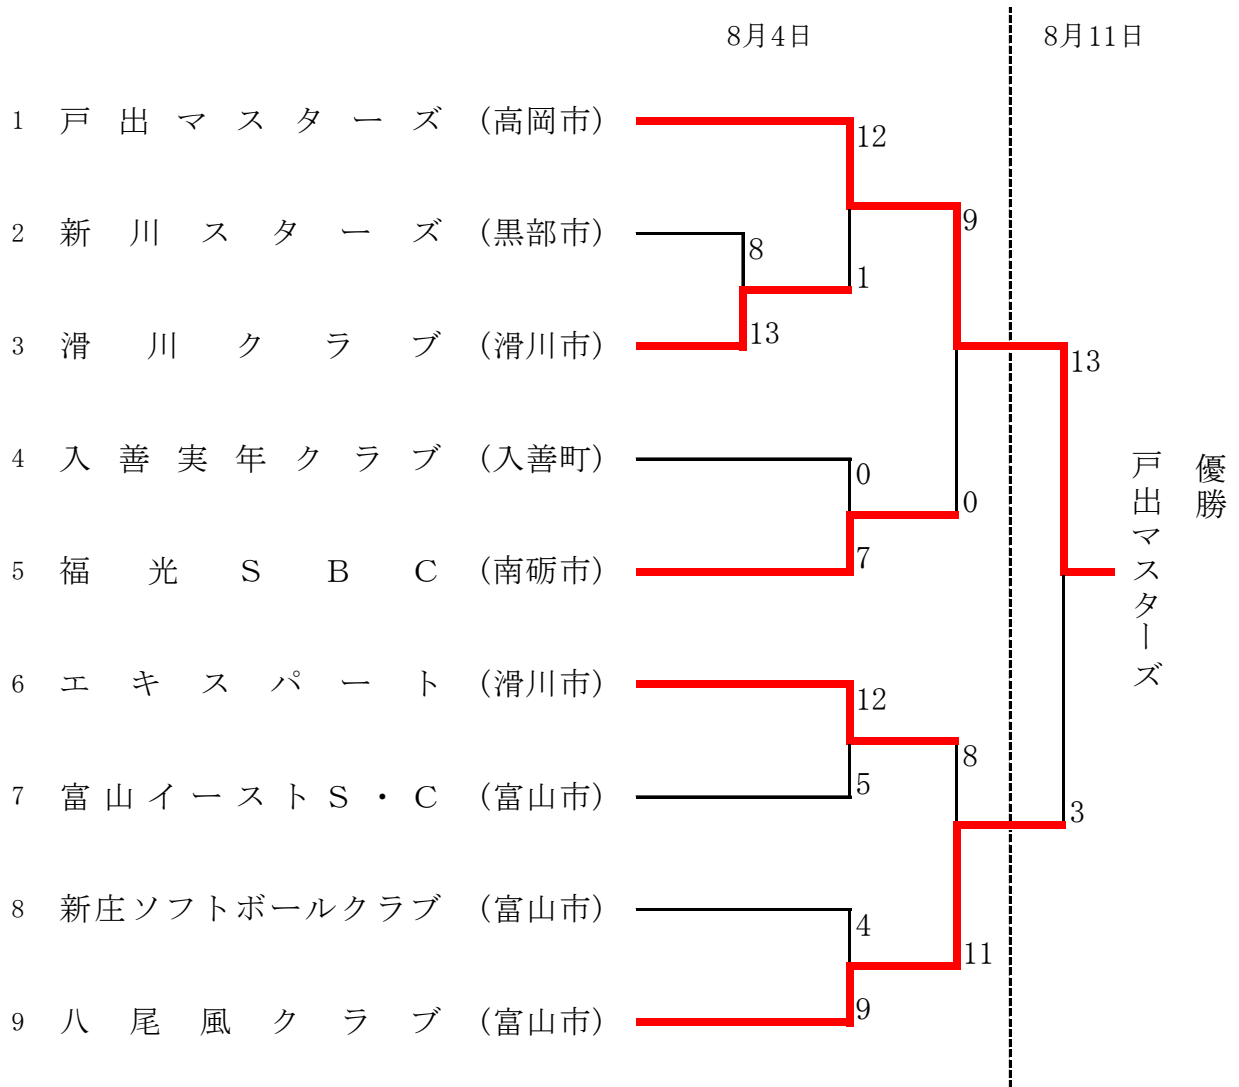 8月4日 8月11日
1 戸出マスターズ (高岡市)
12
9
2 新川スターズ (黒部市)
8
1
13
3 滑川クラブ (滑川市)
13
4 入善実年クラブ (入善町)
0
0
7
5 福光SBC (南砺市)
優勝
戸出マスターズ
6 エキスパート (滑川市)
12
8
5
7 富山イーストS・C (富山市)
3
8 新庄ソフトボールクラブ (富山市)
4
11
9
9 八尾風クラブ (富山市)